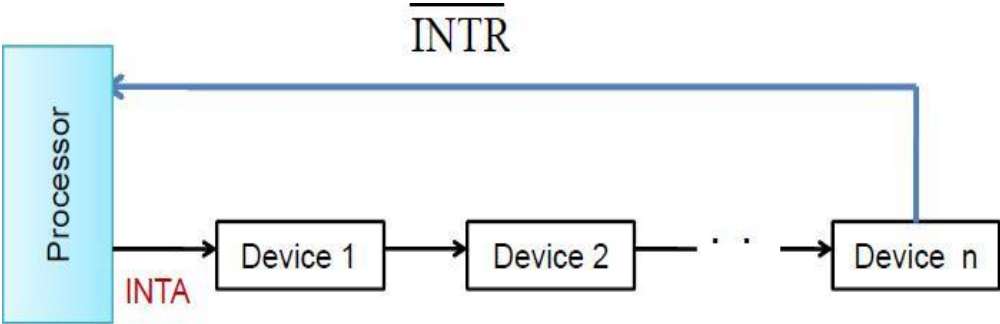 INTR
Processor
Device 1
Device 2
. .
Device n
INTA